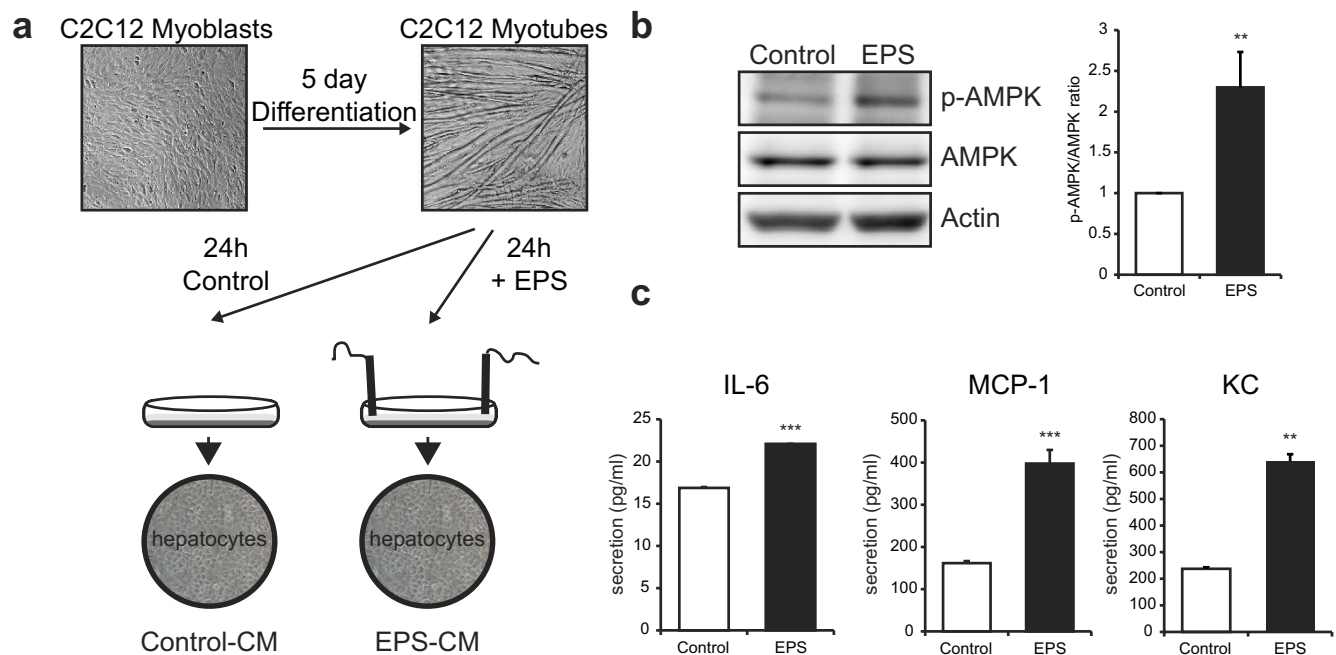 a
C2C12 Myoblasts
C2C12 Myotubes
5 day
Differentiation
24h
Control
24h
+ EPS
hepatocytes
hepatocytes
Control-CM
EPS-CM
b
Control
EPS
p-AMPK
AMPK
Actin
p-AMPK/AMPK ratio
3
2.5
2
1.5
1
0.5
0
**
Control
EPS
c
IL-6
secretion (pg/ml)
25
20
15
10
5
0
***
Control
EPS
MCP-1
secretion (pg/ml)
500
400
300
200
100
0
***
Control
EPS
KC
secretion (pg/ml)
800
700
600
500
400
300
200
100
0
**
Control
EPS